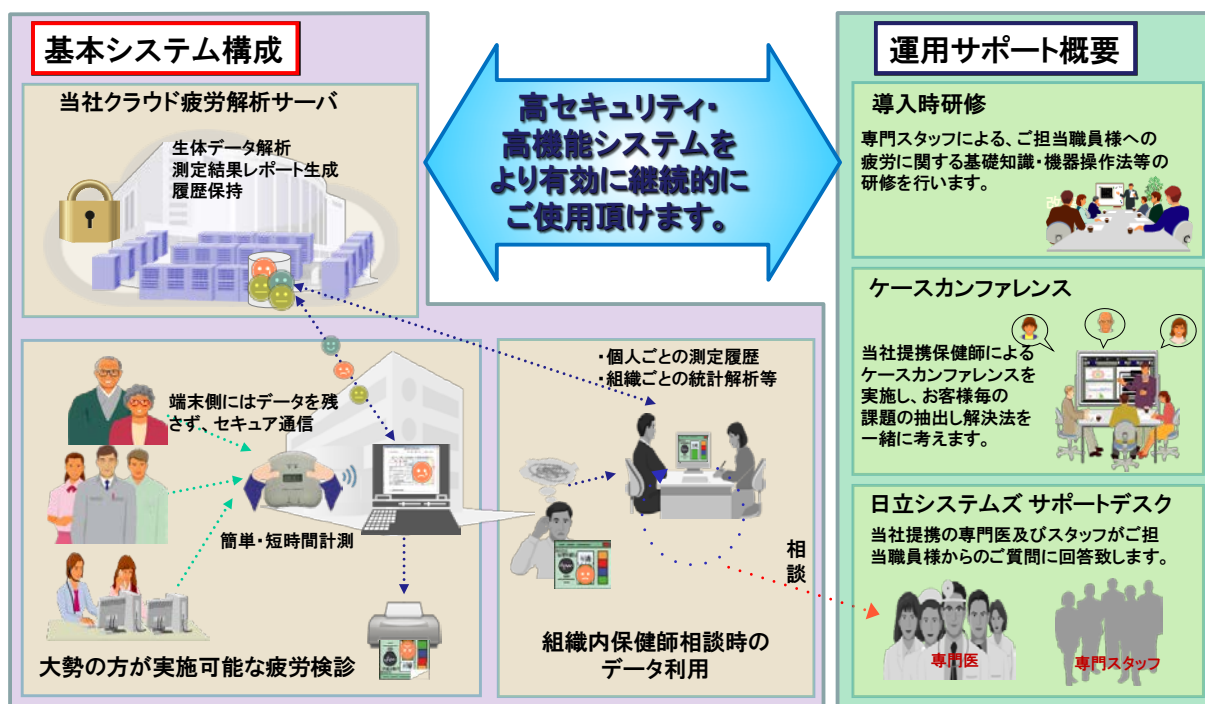 基本システム構成
当社クラウド疲労解析サーバ
生体データ解析
測定結果レポート生成
履歴保持
高セキュリティ・
高機能システムを
より有効に継続的に
ご使用頂けます。
端末側にはデータを残
さず、セキュア通信
簡単・短時間計測
大勢の方が実施可能な疲労検診
・個人ごとの測定履歴
・組織ごとの統計解析等
組織内保健師相談時の
データ利用
相
談
運用サポート概要
導入時研修
専門スタッフによる、ご担当職員様への
疲労に関する基礎知識・機器操作法等の
研修を行います。
ケースカンファレンス
当社提携保健師による
ケースカンファレンスを
実施し、お客様毎の
課題の抽出し解決法を
一緒に考えます。
日立システムズ サポートデスク
当社提携の専門医及びスタッフがご担
当職員様からのご質問に回答致します。
専門医
専門スタッフ